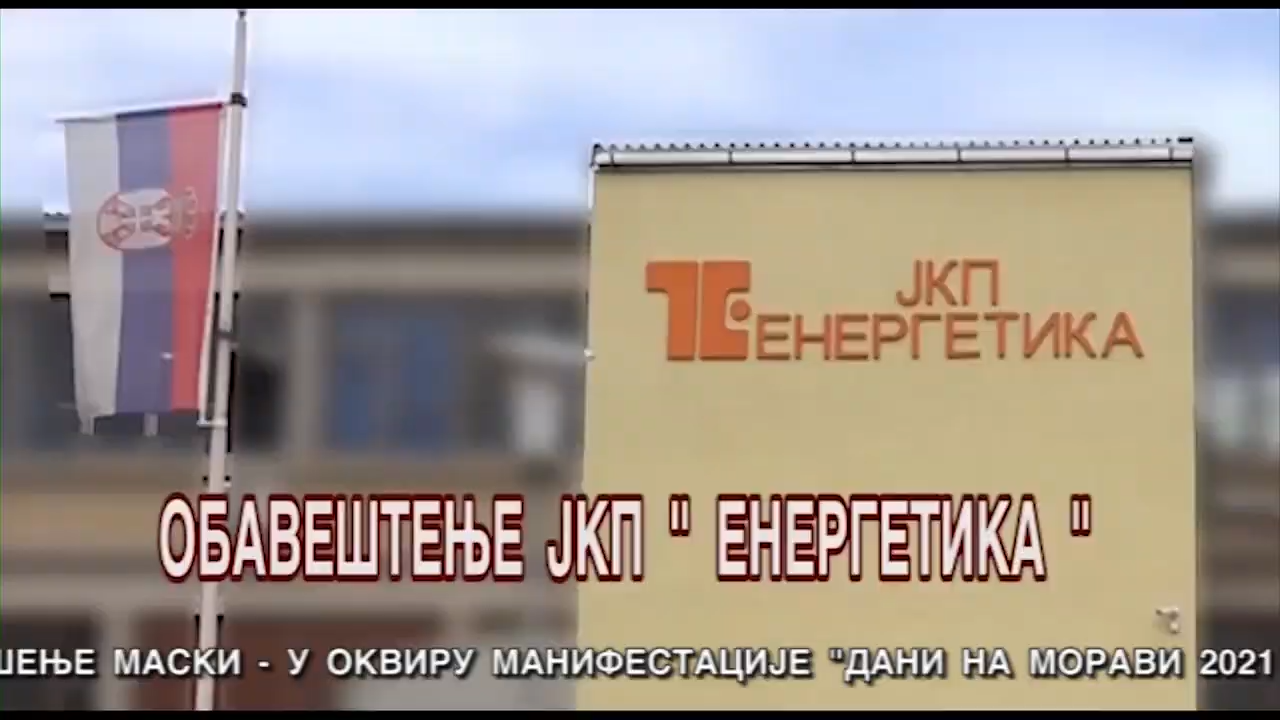 ЈКП
ЕНЕРГЕТИКА
ОБАВЕШТЕЊЕ ЈКП " ЕНЕРГЕТИКА "
МАСКИ - У ОКВИРУ МАНИФЕСТАЦИЈЕ "ДАНИ НА МОРАВИ 2021